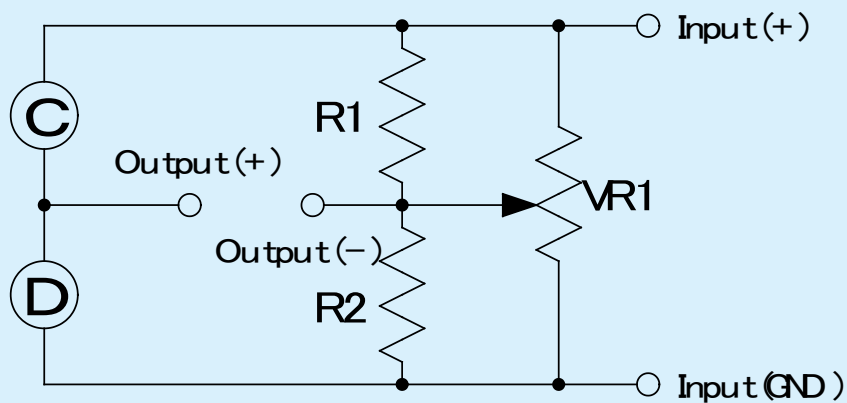 Input(+)
C
R1
Output(+)
VR1
Output(−)
D
R2
Input(GND)